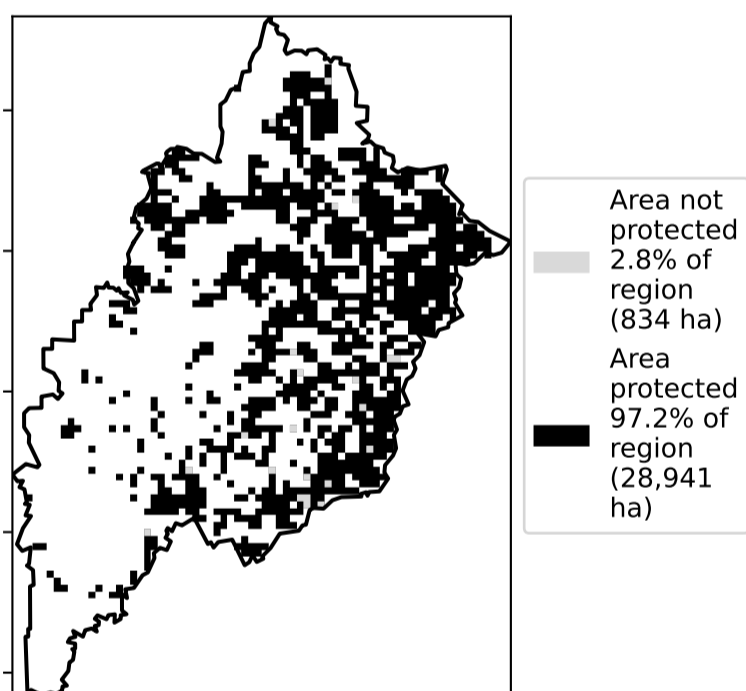 Area not
protected
2.8% of
region
(834 ha)
Area
protected
97.2% of
region
(28,941
ha)